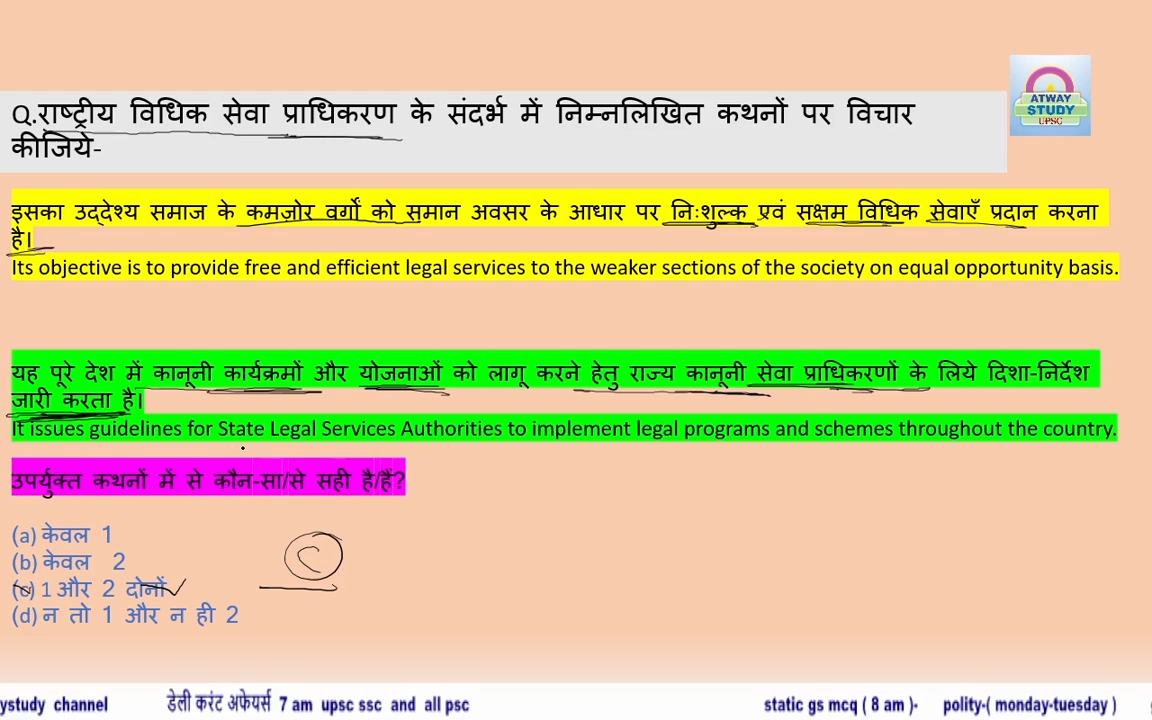 ATWAY
STUDY
UPSC
Q.राष्ट्रीय विधिक सेवा प्राधिकरण के संदर्भ में निम्नलिखित कथनों पर विचार
कीजिये-
इसका उद्देश्य समाज के कमज़ोर वर्गों को समान अवसर के आधार पर निःशुल्क एवं सक्षम विधिक सेवाएँ प्रदान करना
है।
Its objective is to provide free and efficient legal services to the weaker sections of the society on equal opportunity basis.
यह पूरे देश में कानूनी कार्यक्रमों और योजनाओं को लागू करने हेतु राज्य कानूनी सेवा प्राधिकरणों के लिये दिशा-निर्देश
जारी करता है।
It issues guidelines for State Legal Services Authorities to implement legal programs and schemes throughout the country.
उपर्युक्त कथनों में से कौन-सा/से सही है/हैं?
(a) केवल 1
(b) केवल 2
(c) 1 और 2 दोनों
C
(d) न तो 1 और न ही 2
ystudy channel डेली करंट अफेयर्स 7 am upsc ssc and all psc static gs mcq ( 8 am )- polity-( monday-tuesday )